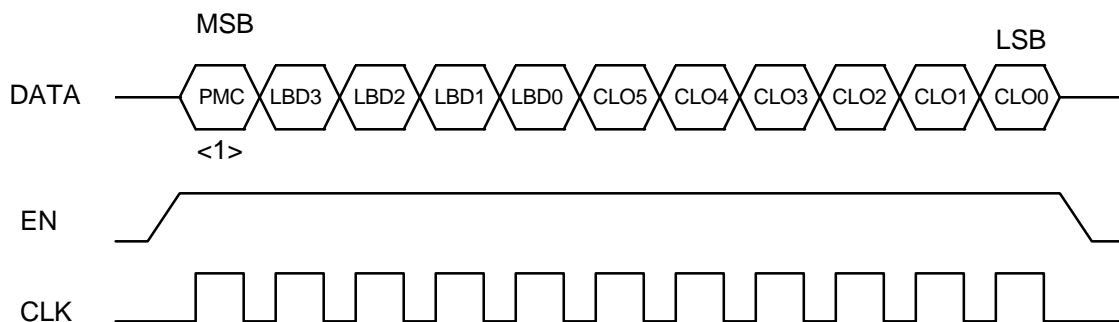 MSB
LSB
DATA PMC LBD3 LBD2 LBD1 LBD0 CLO5 CLO4 CLO3 CLO2 CLO1 CLO0
<1>
EN
CLK